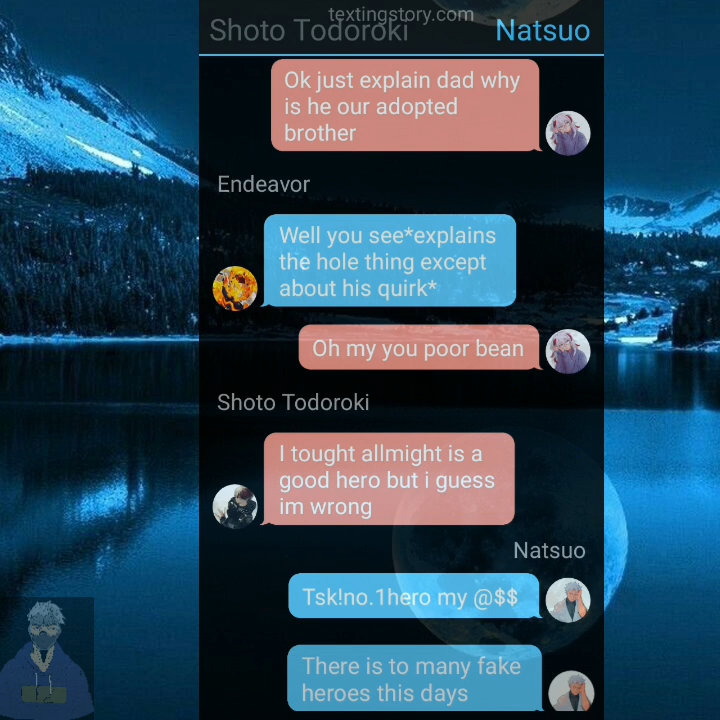 textingstory.com
Shoto Todoroki
Natsuo
Ok just explain dad why
is he our adopted
brother
Endeavor
Well you see*explains
the hole thing except
about his quirk*
Oh my you poor bean
Shoto Todoroki
I tought allmight is a
good hero but i guess
im wrong
Natsuo
Tsk!no.1hero my @$$
There is to many fake
heroes this days